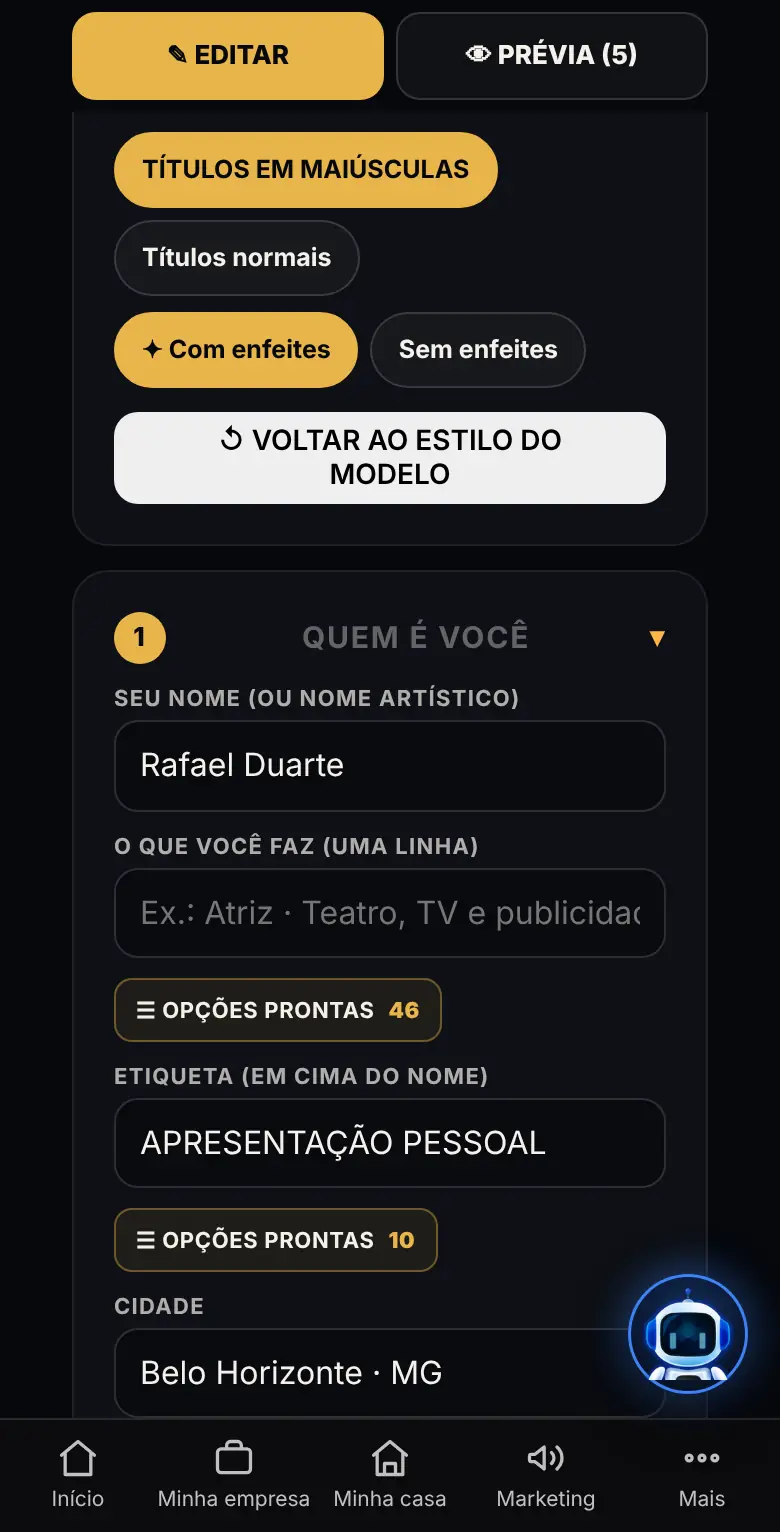 ✎ EDITAR
👁 PRÉVIA (5)
TÍTULOS EM MAIÚSCULAS
Títulos normais
✦ Com enfeites
Sem enfeites
↺ VOLTAR AO ESTILO DO
MODELO
1
QUEM É VOCÊ
▼
SEU NOME (OU NOME ARTÍSTICO)
Rafael Duarte
O QUE VOCÊ FAZ (UMA LINHA)
Ex.: Atriz · Teatro, TV e publicidad
☰ OPÇÕES PRONTAS 46
ETIQUETA (EM CIMA DO NOME)
APRESENTAÇÃO PESSOAL
☰ OPÇÕES PRONTAS 10
CIDADE
Belo Horizonte · MG
Início
Minha empresa
Minha casa
Marketing
Mais